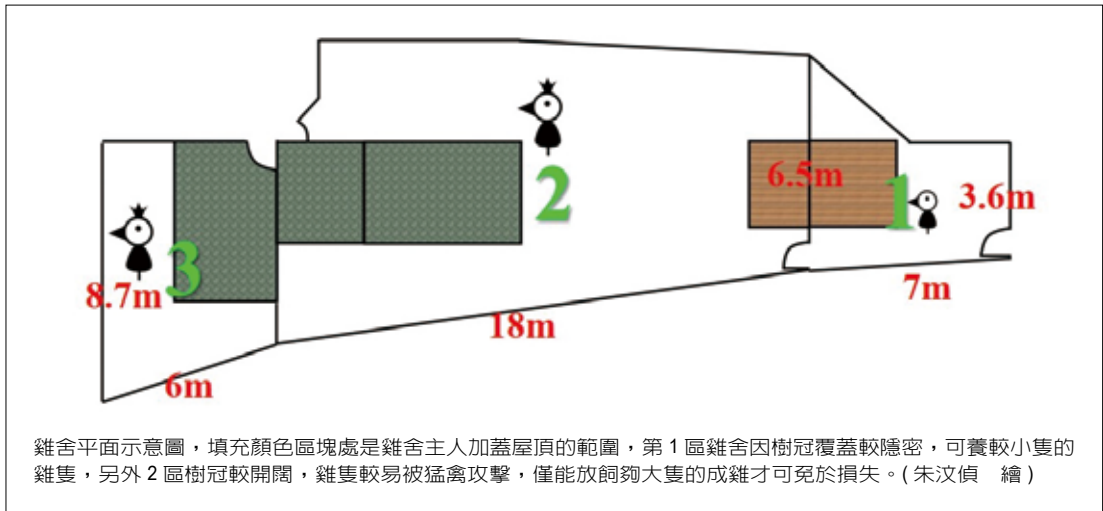 2
6.5m
1
3.6m
3
8.7m
7m
18m
6m
雞舍平面示意圖，填充顏色區塊處是雞舍主人加蓋屋頂的範圍，第 1 區雞舍因樹冠覆蓋較隱密，可養較小隻的
雞隻，另外 2 區樹冠較開闊，雞隻較易被猛禽攻擊，僅能放飼夠大隻的成雞才可免於損失。( 朱汶偵　繪 )